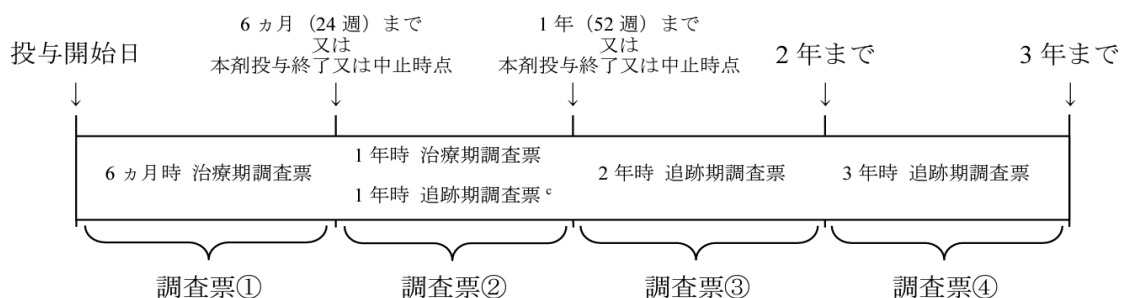 投与開始日
6 ヵ月（24 週）まで
又は
本剤投与終了又は中止時点
1 年（52 週）まで
又は
本剤投与終了又は中止時点
2 年まで
3 年まで
↓
↓
↓
↓
↓
6 ヵ月時 治療期調査票
1 年時 治療期調査票
1 年時 追跡期調査票 c
2 年時 追跡期調査票
3 年時 追跡期調査票
調査票①
調査票②
調査票③
調査票④